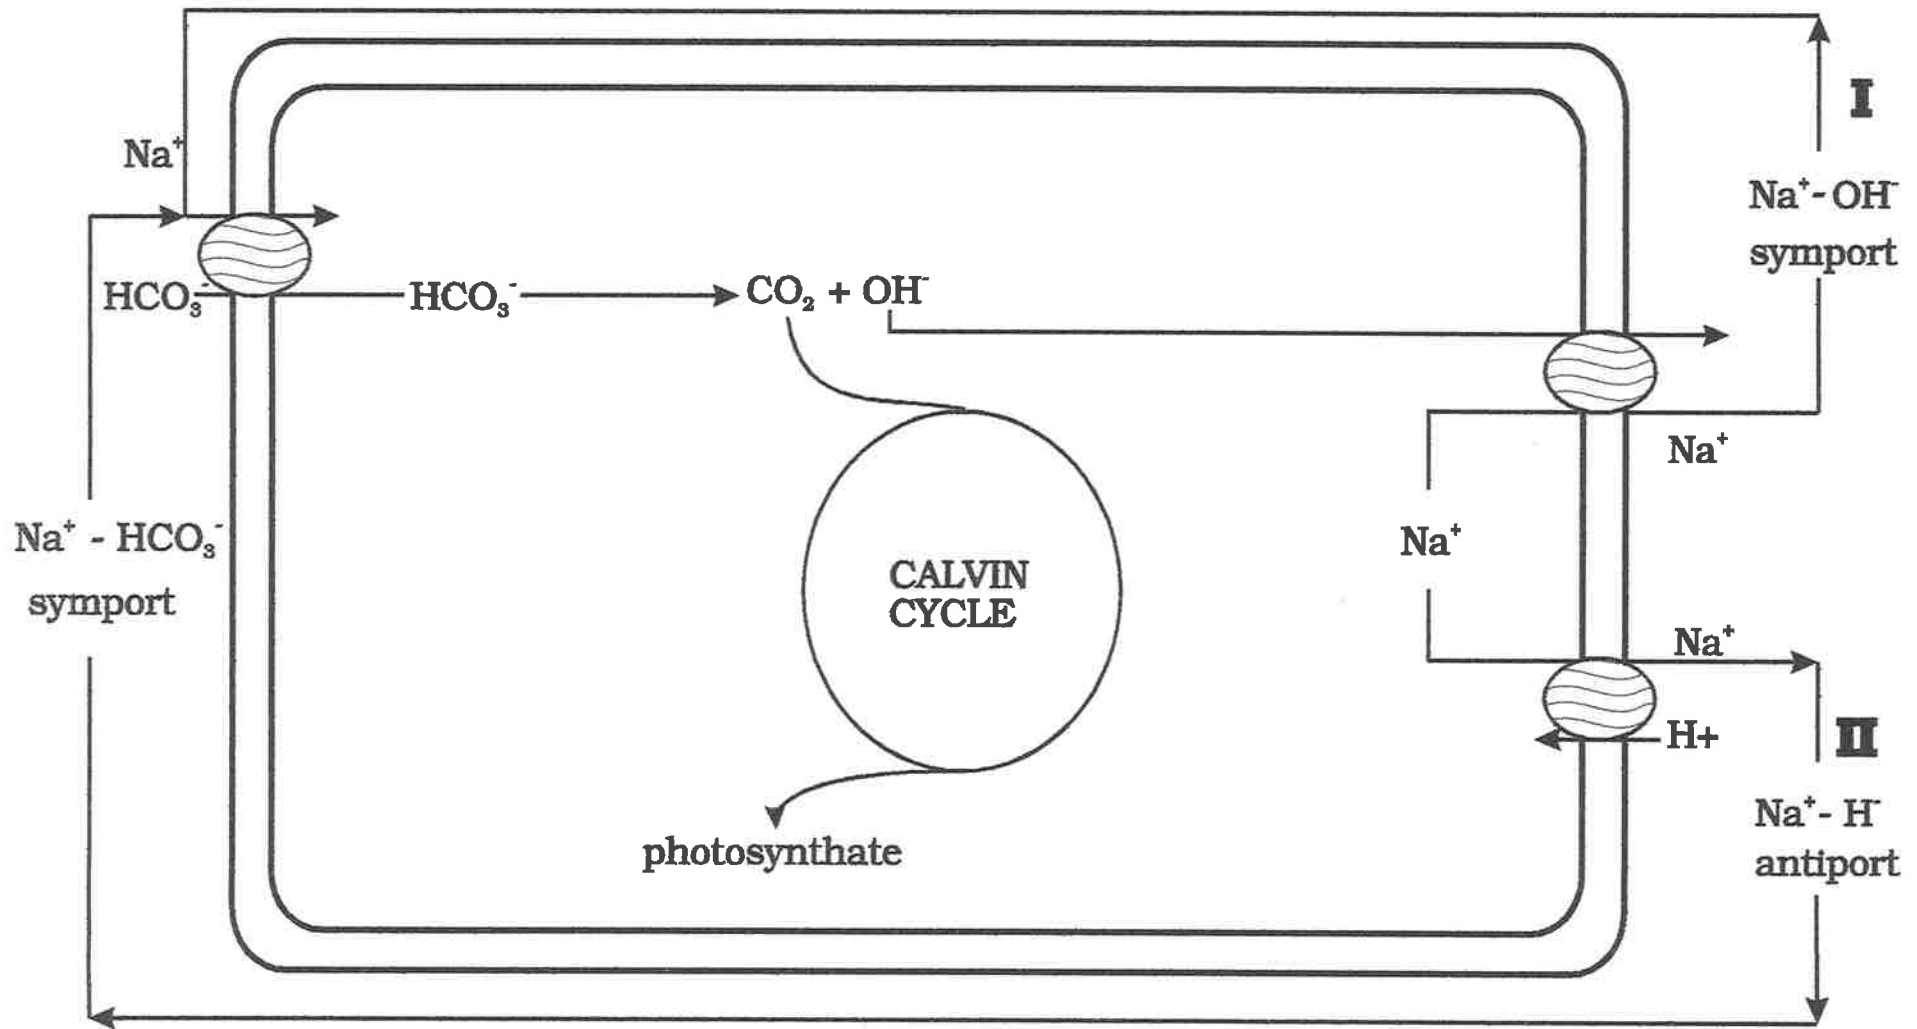 I
Na⁺
Na⁺- OH⁻
symport
HCO₃⁻
HCO₃⁻
CO₂ + OH⁻
Na⁺
Na⁺ - HCO₃⁻
symport
Na⁺
CALVIN
CYCLE
Na⁺
H+
II
Na⁺- H⁻
antiport
photosynthate